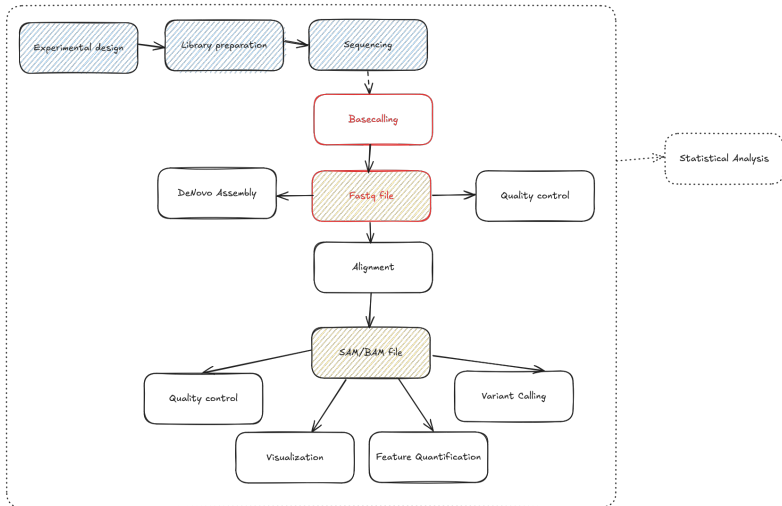 Experimental design
Library preparation
Sequencing
Basecalling
Statistical Analysis
DeNovo Assembly
Fastq file
Quality control
Alignment
SAM/BAM file
Quality control
Variant Calling
Visualization
Feature Quantification